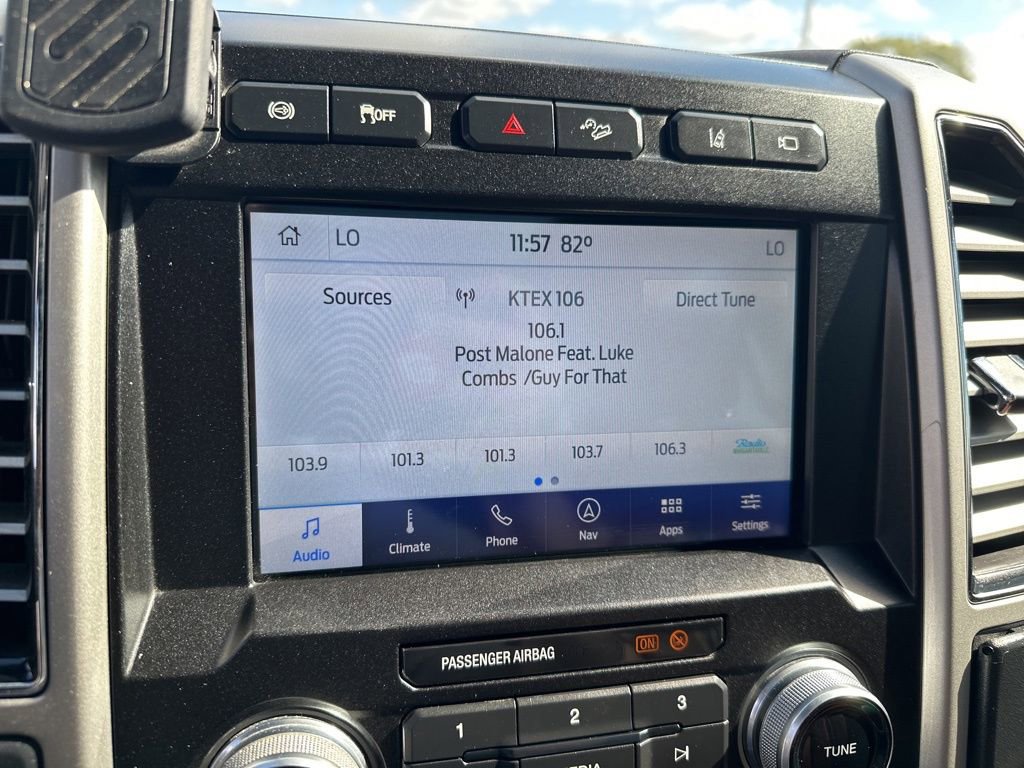 OFF
LO
11:57 82º
LO
Sources
KTEX 106
Direct Tune
106.1
Post Malone Feat. Luke
Combs /Guy For That
103.9
101.3
101.3
103.7
106.3
Radio
Audio
Climate
Phone
Nav
Apps
Settings
PASSENGER AIRBAG
ON
1
2
3
TUNE